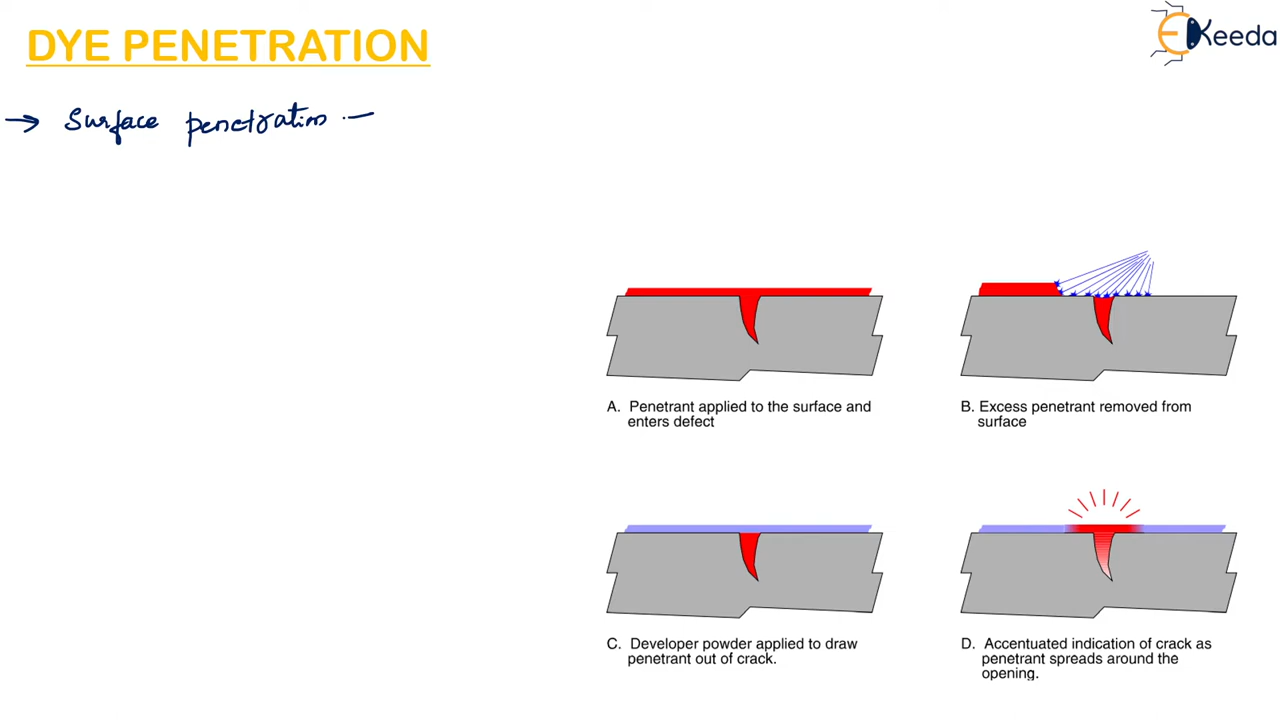 DYE PENETRATION
EKeeda
→ Surface penetration :-
A. Penetrant applied to the surface and
enters defect
B. Excess penetrant removed from
surface
C. Developer powder applied to draw
penetrant out of crack.
D. Accentuated indication of crack as
penetrant spreads around the
opening.